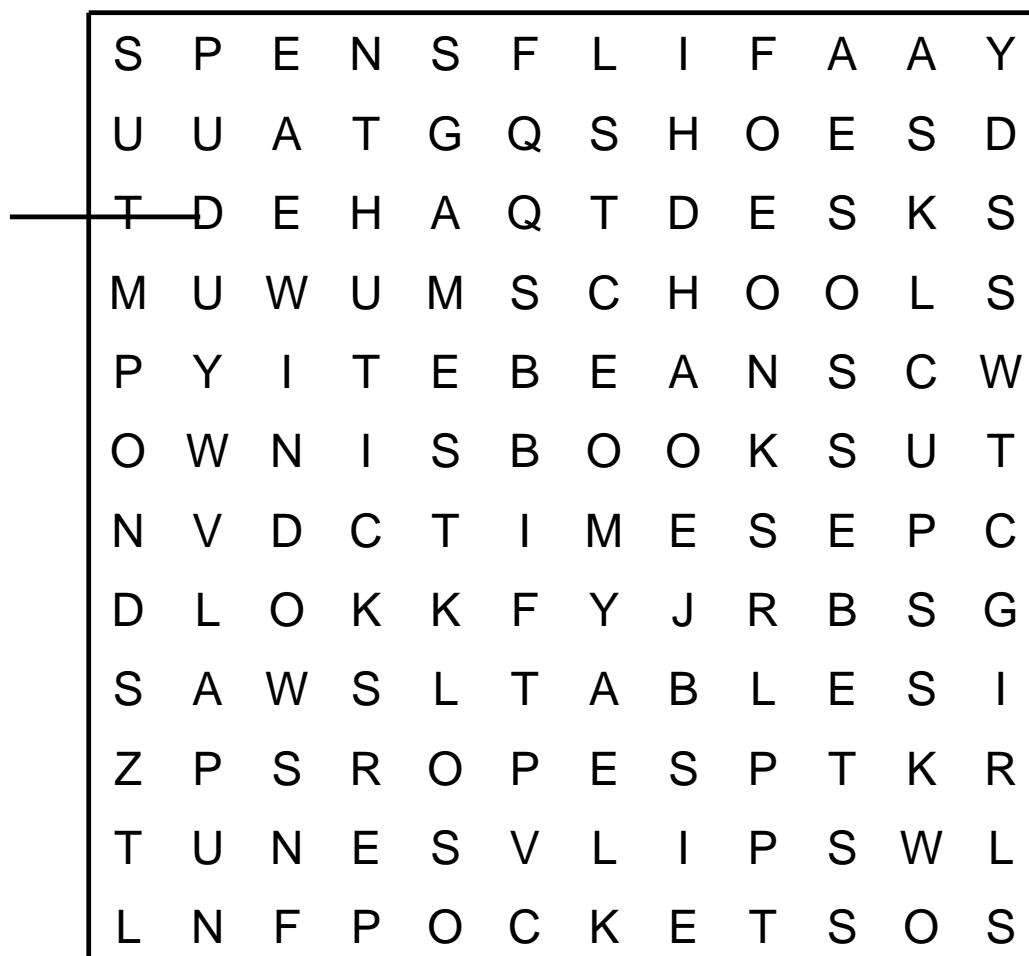 S P E N S F L I F A A Y
U U A T G Q S H O E S D
T D E H A Q T D E S K S
M U W U M S C H O O L S
P Y I T E B E A N S C W
O W N I S B O O K S U T
N V D C T I M E S E P C
D L O K K F Y J R B S G
S A W S L T A B L E S I
Z P S R O P E S P T K R
T U N E S V L I P S W L
L N F P O C K E T S O S